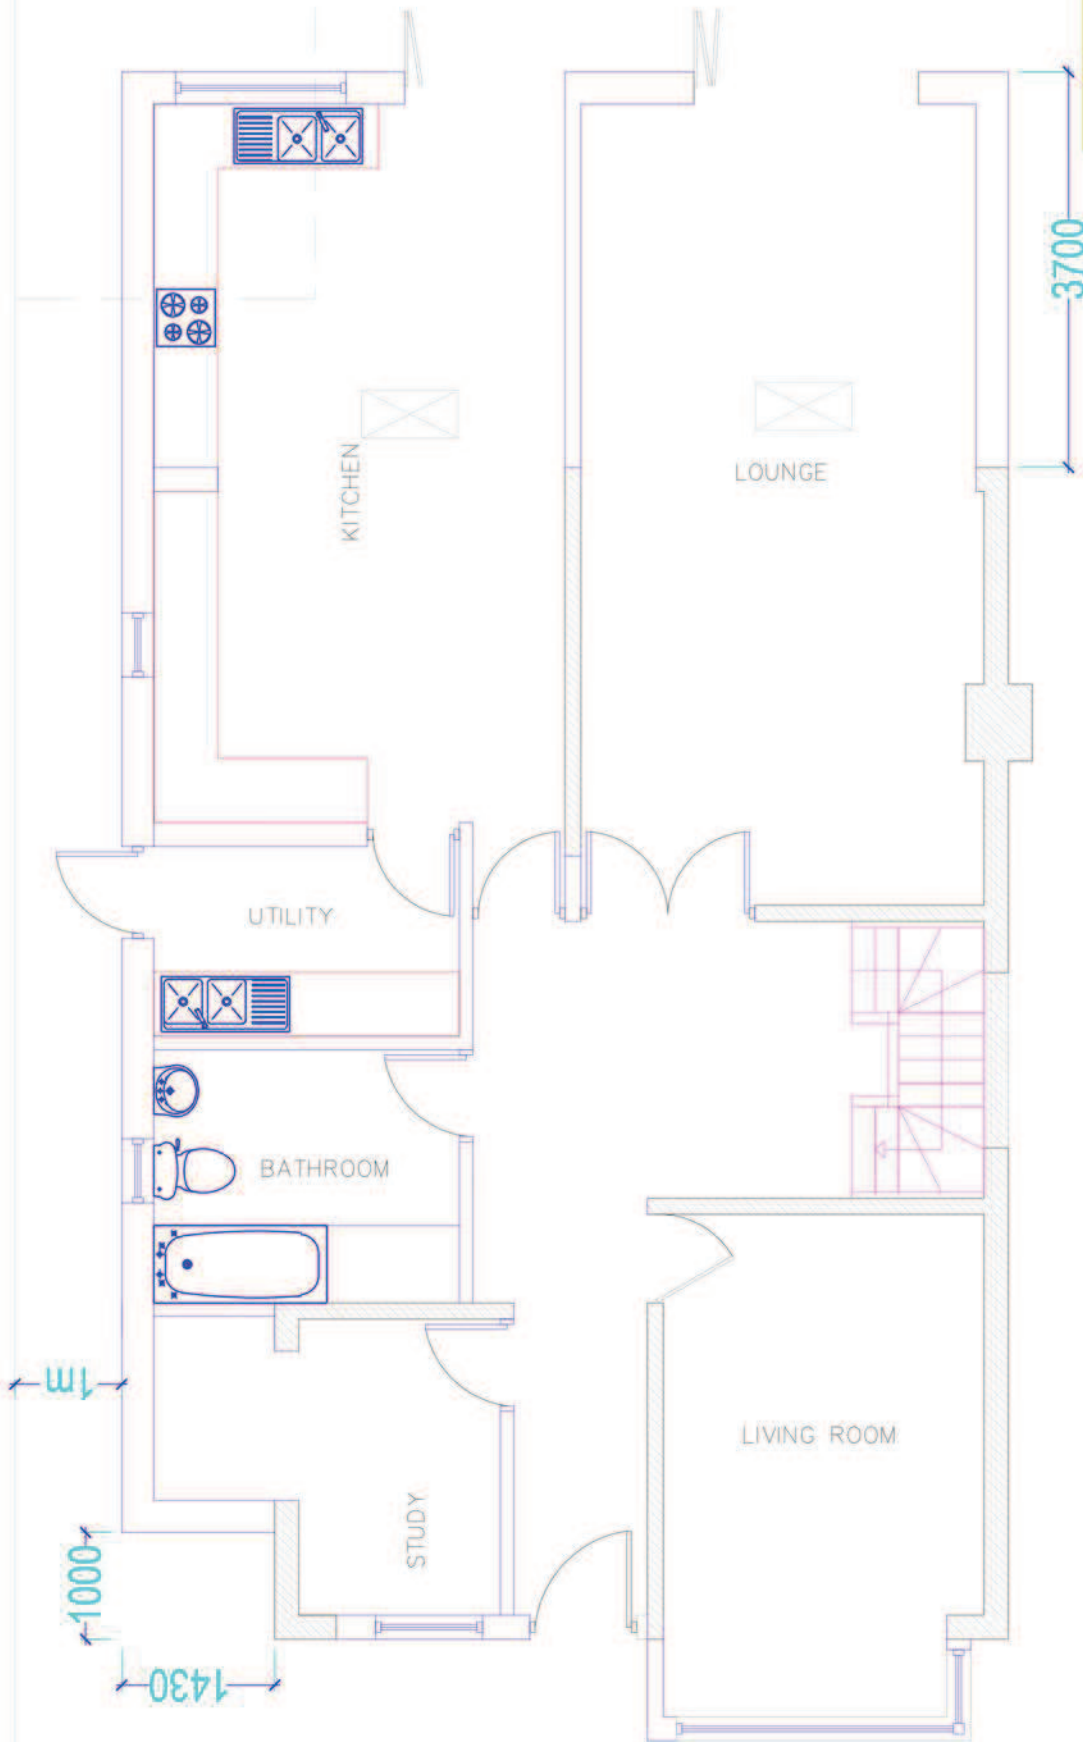 3700
KITCHEN
LOUNGE
UTILITY
BATHROOM
1m
LIVING ROOM
STUDY
1000
1430